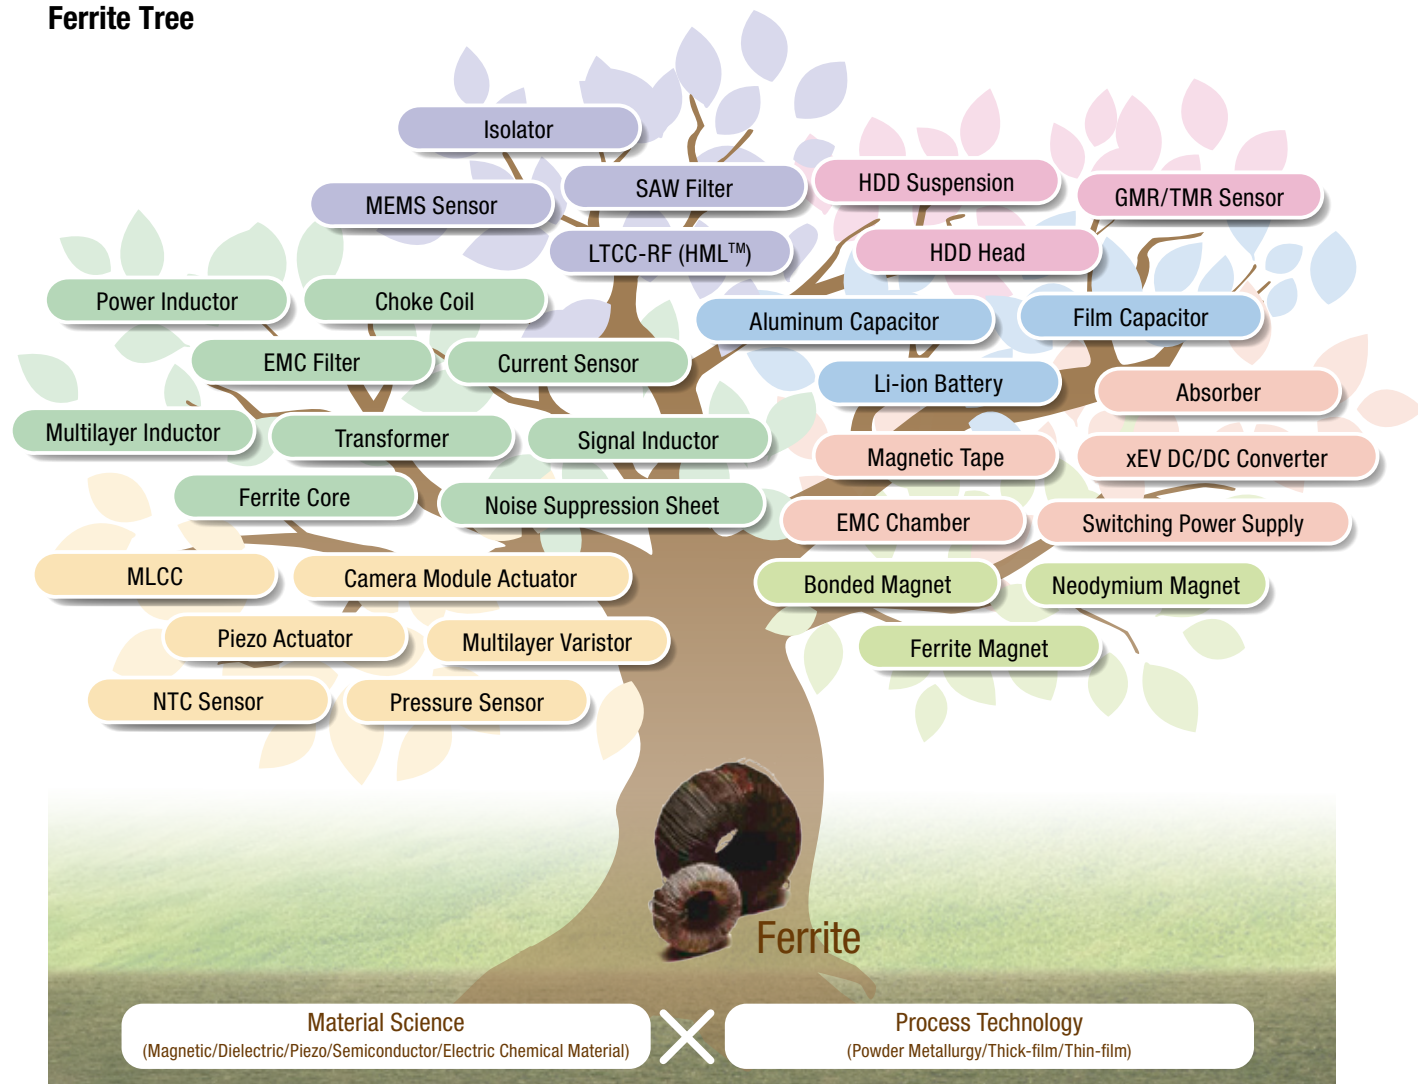 Ferrite Tree
Isolator
SAW Filter
MEMS Sensor
LTCC-RF (HML™)
HDD Suspension
GMR/TMR Sensor
HDD Head
Power Inductor
Choke Coil
EMC Filter
Current Sensor
Multilayer Inductor
Transformer
Signal Inductor
Ferrite Core
Noise Suppression Sheet
Aluminum Capacitor
Film Capacitor
Li-ion Battery
Absorber
Magnetic Tape
xEV DC/DC Converter
EMC Chamber
Switching Power Supply
MLCC
Camera Module Actuator
Piezo Actuator
Multilayer Varistor
NTC Sensor
Pressure Sensor
Bonded Magnet
Neodymium Magnet
Ferrite Magnet
Ferrite
Material Science
(Magnetic/Dielectric/Piezo/Semiconductor/Electric Chemical Material)
Process Technology
(Powder Metallurgy/Thick-film/Thin-film)